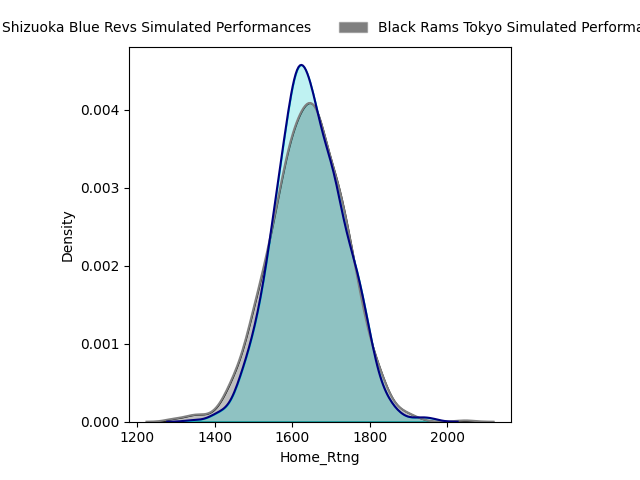 Shizuoka Blue Revs Simulated Performances
Black Rams Tokyo Simulated Performa
0.004
0.003
0.002
0.001
0.000
Density
1200 1400 1600 1800 2000
Home_Rtng